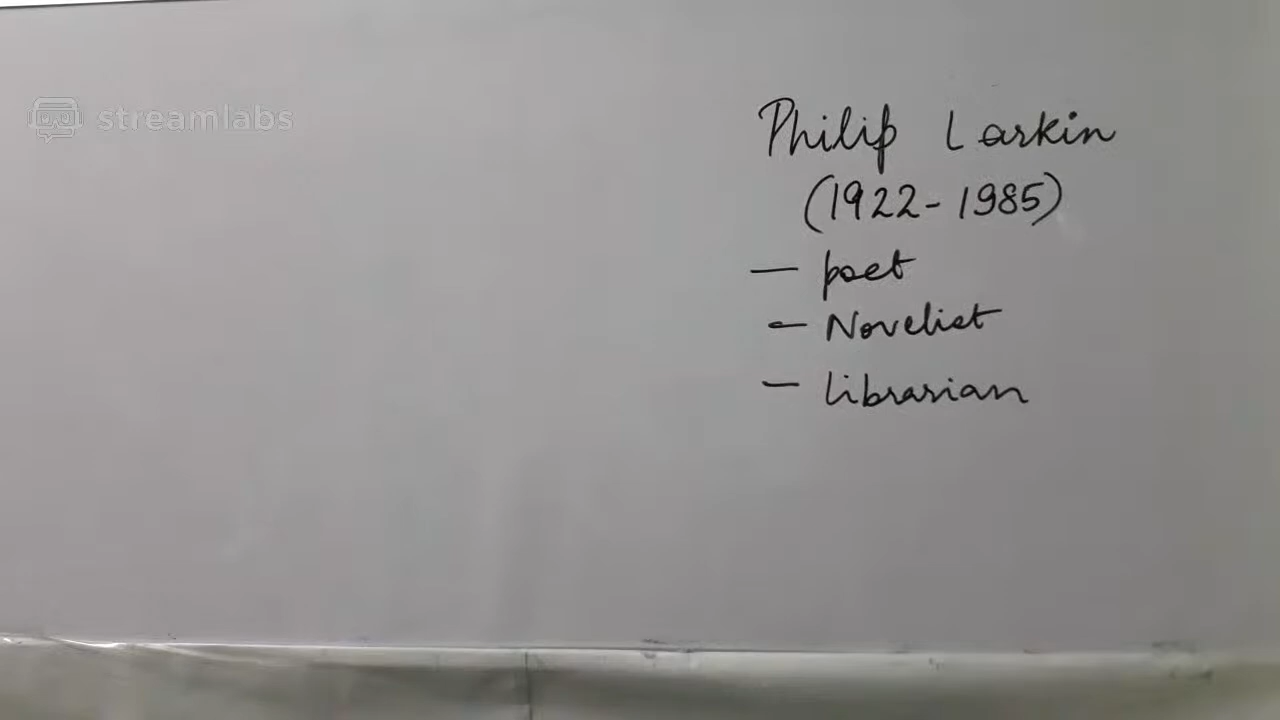 streamlabs
Philip Larkin
(1922-1985)
— poet
- Novelist
- librarian